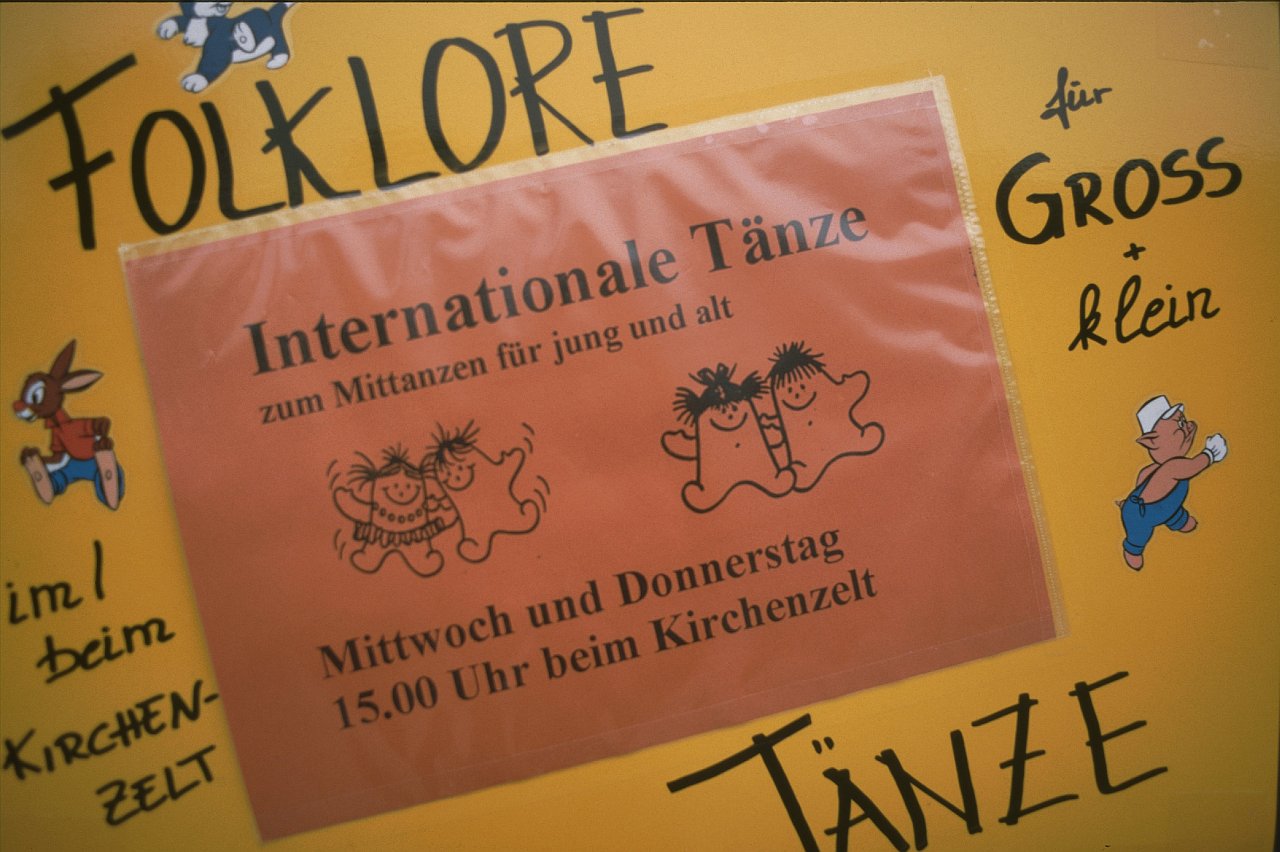 FOLKLORE
für
GROSS
+
klein
Internationale Tänze
zum Mittanzen für jung und alt
Mittwoch und Donnerstag
15.00 Uhr beim Kirchenzelt
im /
beim
KIRCHEN-
ZELT
TÄNZE